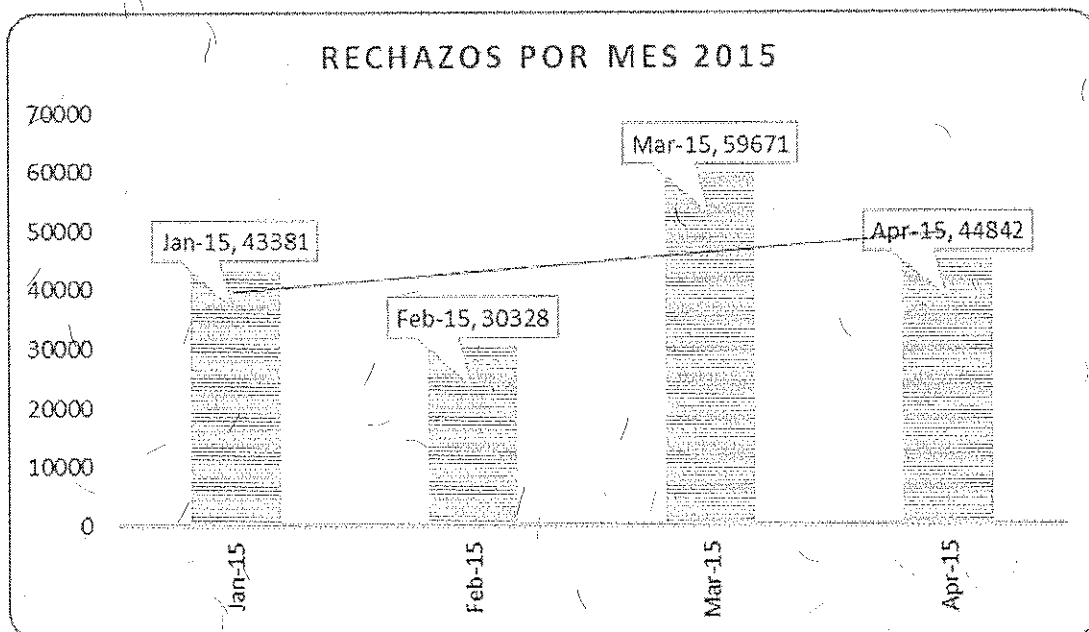 RECHAZOS POR MES 2015
70000
60000
50000
40000
30000
20000
10000
0
Jan-15, 43381
Feb-15, 30328
Mar-15, 59671
Apr-15, 44842
Jan-15
Feb-15
Mar-15
Apr-15